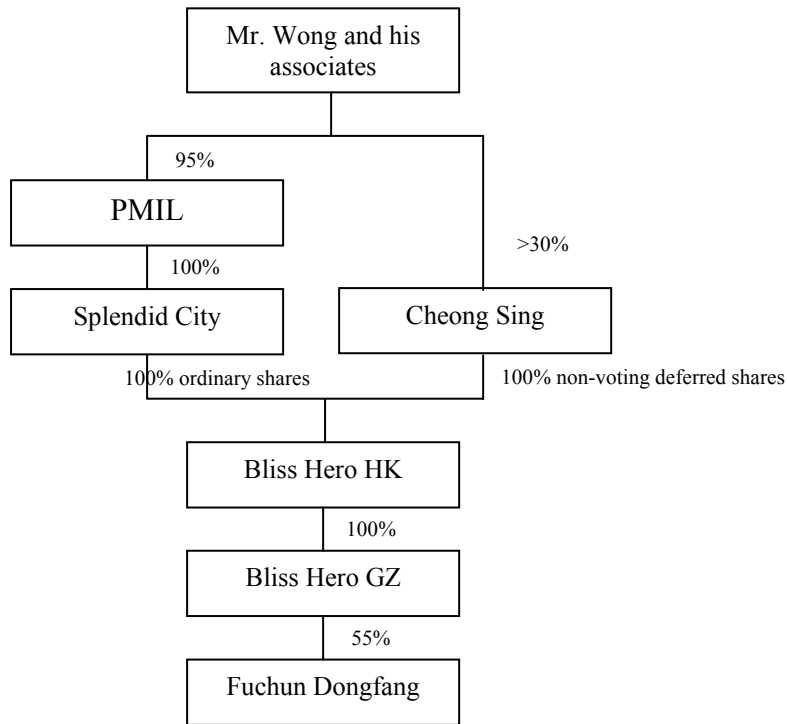 Mr. Wong and his
associates
95%
PMIL
>30%
100%
Splendid City
Cheong Sing
100% ordinary shares
100% non-voting deferred shares
Bliss Hero HK
100%
Bliss Hero GZ
55%
Fuchun Dongfang